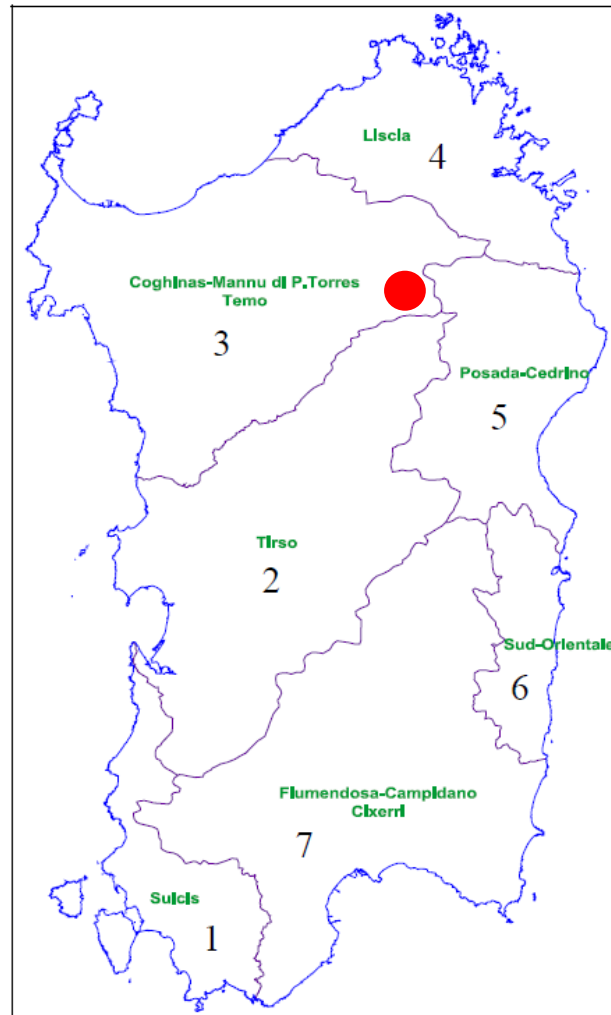 Liscia
4
Coghinas-Mannu di P.Torres
Temo
3
Posada-Cedrino
5
Tirso
2
Sud-Orientale
6
Flumendosa-Campidano
Cixerri
7
Sulcis
1